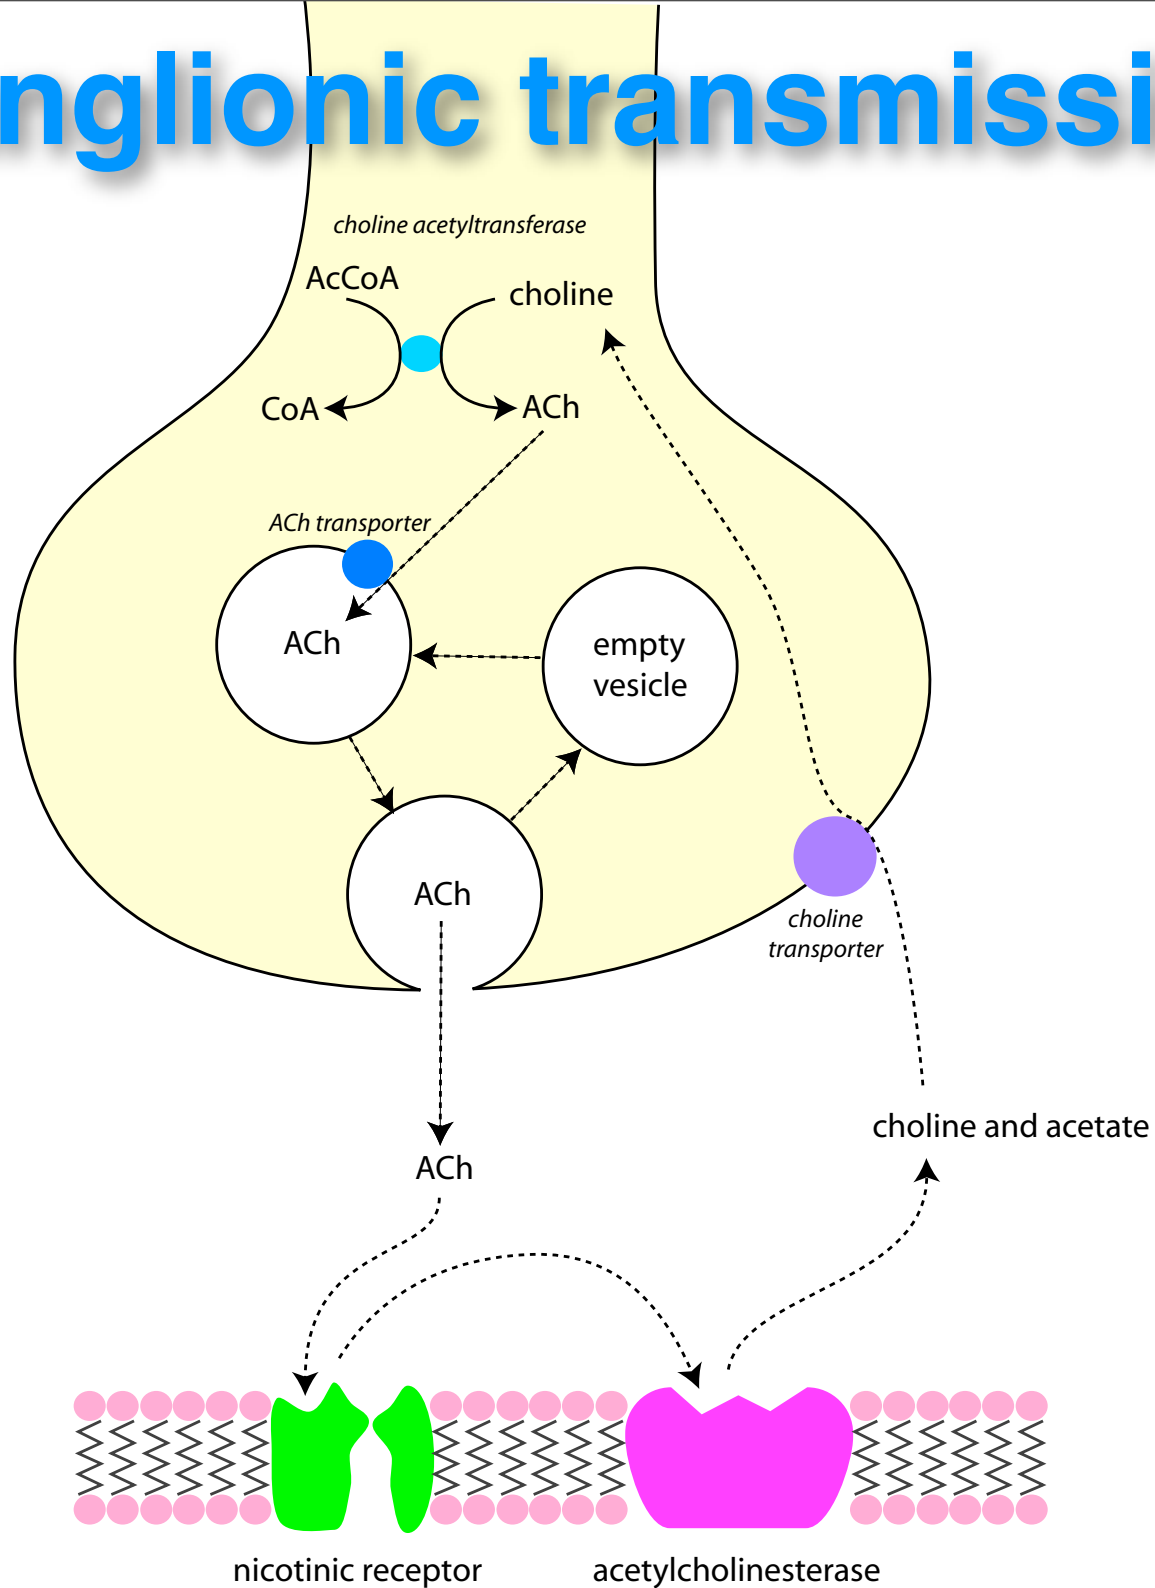 nglionic transmissi
choline acetyltransferase
AcCoA
choline
CoA
ACh
ACh transporter
ACh
empty
vesicle
ACh
choline
transporter
choline and acetate
ACh
nicotinic receptor
acetylcholinesterase